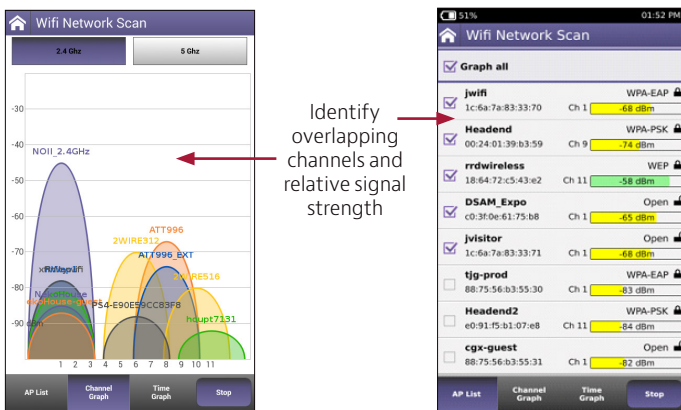 Wifi Network Scan
2.4 Ghz
5 Ghz
-30
-40
NOII_2.4GHz
-50
-60
ATT996
2WIRE312
-70
ATT996_EXT
2WIRE516
-80
NakeHouse
PS4-E90E59CC83F8
houpt7131
-90
dBm
1 2 3 4 5 6 7 8 9 10 11
AP List
Channel Graph
Time Graph
Stop
Identify
overlapping
channels and
relative signal
strength
51% 01:52 PM
Wifi Network Scan
Graph all
jwifi WPA-EAP
1c:6a:7a:83:33:70 Ch 1 -68 dBm
Headend WPA-PSK
00:24:01:39:b3:59 Ch 9 -74 dBm
rrdwireless WEP
18:64:72:c5:43:e2 Ch 11 -58 dBm
DSAM_Expo Open
c0:3f:0e:61:75:b8 Ch 1 -65 dBm
jvisitor Open
1c:6a:7a:83:33:71 Ch 1 -68 dBm
tjg-prod WPA-EAP
88:75:56:b3:55:30 Ch 1 -83 dBm
Headend2 WPA-PSK
e0:91:f5:b1:07:e8 Ch 11 -84 dBm
cgx-guest Open
88:75:56:b3:55:31 Ch 1 -82 dBm
AP List
Channel Graph
Time Graph
Stop